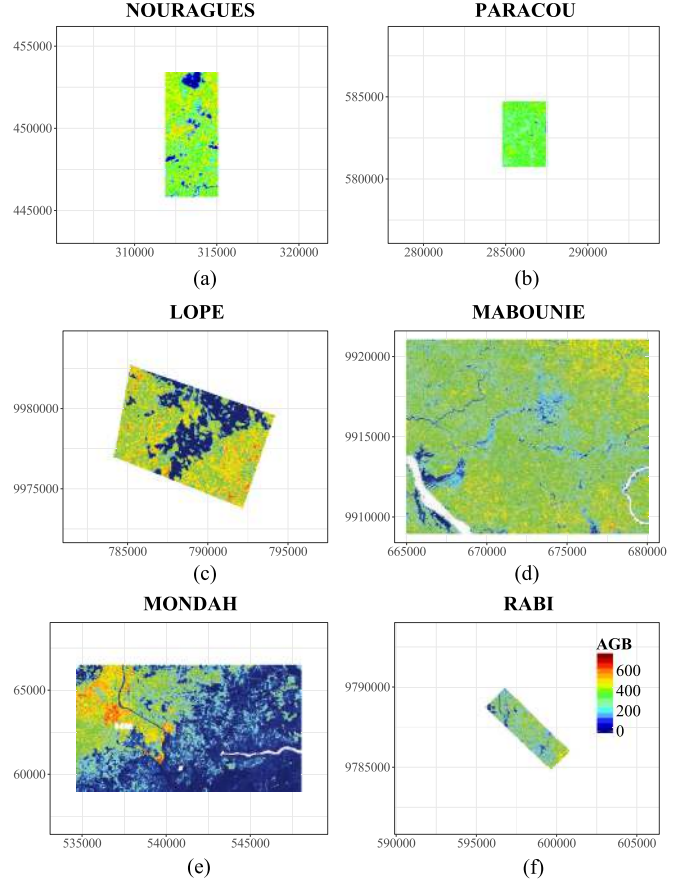 NOURAGUES
PARACOU
455000
450000
445000
310000 315000 320000
585000
580000
280000 285000 290000
(a)
(b)
LOPE
MABOUNIE
9980000
9975000
785000 790000 795000
9920000
9915000
9910000
665000 670000 675000 680000
(c)
(d)
MONDAH
RABI
65000
60000
535000 540000 545000
AGB
600
400
200
0
9790000
9785000
590000 595000 600000 605000
(e)
(f)